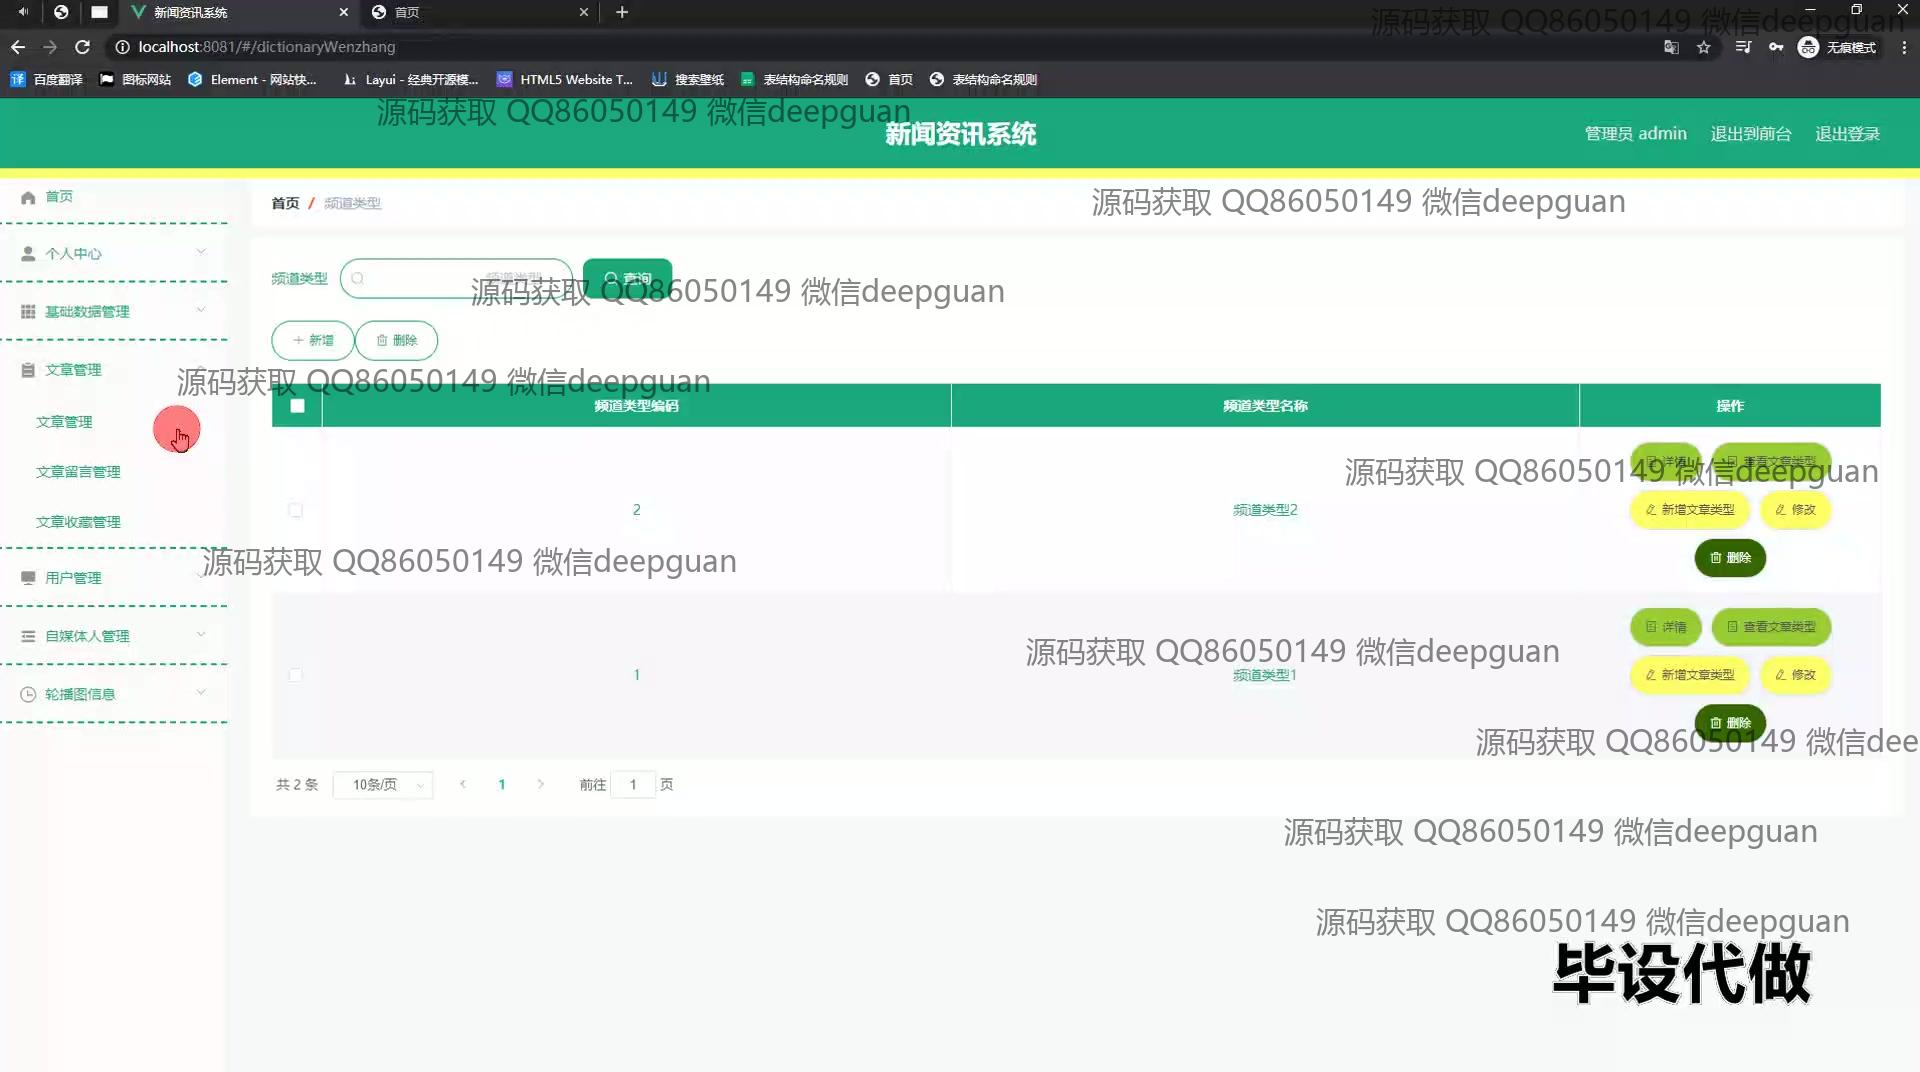 新闻资讯系统
首页
源码获取 QQ86050149 微信deepguan
localhost:8081/#/dictionaryWenzhang
无痕模式
百度翻译
图标网站
Element - 网站快...
Layui - 经典开源模...
HTML5 Website T...
搜索壁纸
表结构命名规则
首页
表结构命名规则
源码获取 QQ86050149 微信deepguan
新闻资讯系统
管理员 admin
退出到前台
退出登录
首页
首页 / 频道类型
源码获取 QQ86050149 微信deepguan
个人中心
频道类型
频道类型
查询
源码获取 QQ86050149 微信deepguan
基础数据管理
新增
删除
文章管理
源码获取 QQ86050149 微信deepguan
频道类型编码
频道类型名称
操作
文章管理
文章留言管理
文章收藏管理
详情
查看文章类型
源码获取 QQ86050149 微信deepguan
2
频道类型2
新增文章类型
修改
删除
源码获取 QQ86050149 微信deepguan
用户管理
自媒体人管理
轮播图信息
详情
查看文章类型
源码获取 QQ86050149 微信deepguan
1
频道类型1
新增文章类型
修改
删除
源码获取 QQ86050149 微信dee
共 2 条
10条/页
1
前往 1 页
源码获取 QQ86050149 微信deepguan
源码获取 QQ86050149 微信deepguan
毕设代做